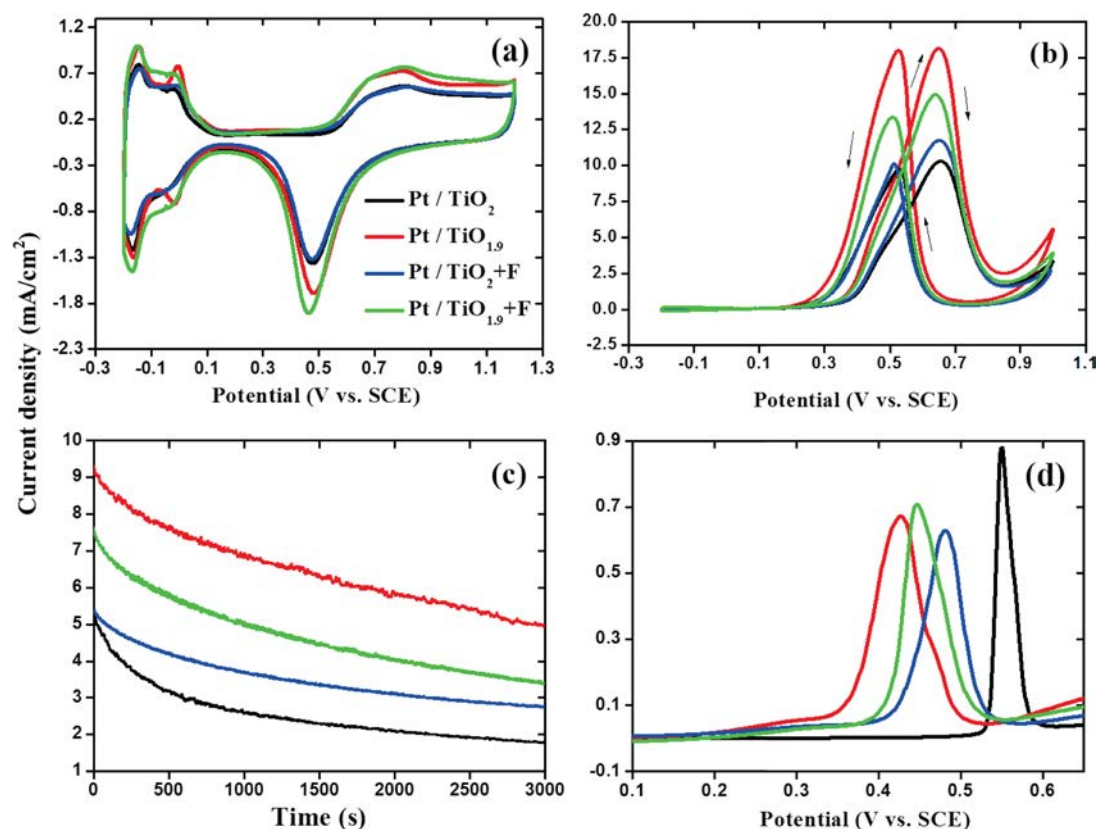 Current density (mA/cm²)
(a)
1.2
0.7
0.2
-0.3
-0.8
-1.3
-1.8
-2.3
-0.3 -0.1 0.1 0.3 0.5 0.7 0.9 1.1 1.3
Potential (V vs. SCE)
Pt / TiO₂
Pt / TiO₁.₉
Pt / TiO₂+F
Pt / TiO₁.₉+F
(b)
20.0
17.5
15.0
12.5
10.0
7.5
5.0
2.5
0.0
-2.5
-0.3 -0.1 0.1 0.3 0.5 0.7 0.9 1.1
Potential (V vs. SCE)
(c)
10
9
8
7
6
5
4
3
2
1
0 500 1000 1500 2000 2500 3000
Time (s)
(d)
0.9
0.7
0.5
0.3
0.1
-0.1
0.1 0.2 0.3 0.4 0.5 0.6
Potential (V vs. SCE)